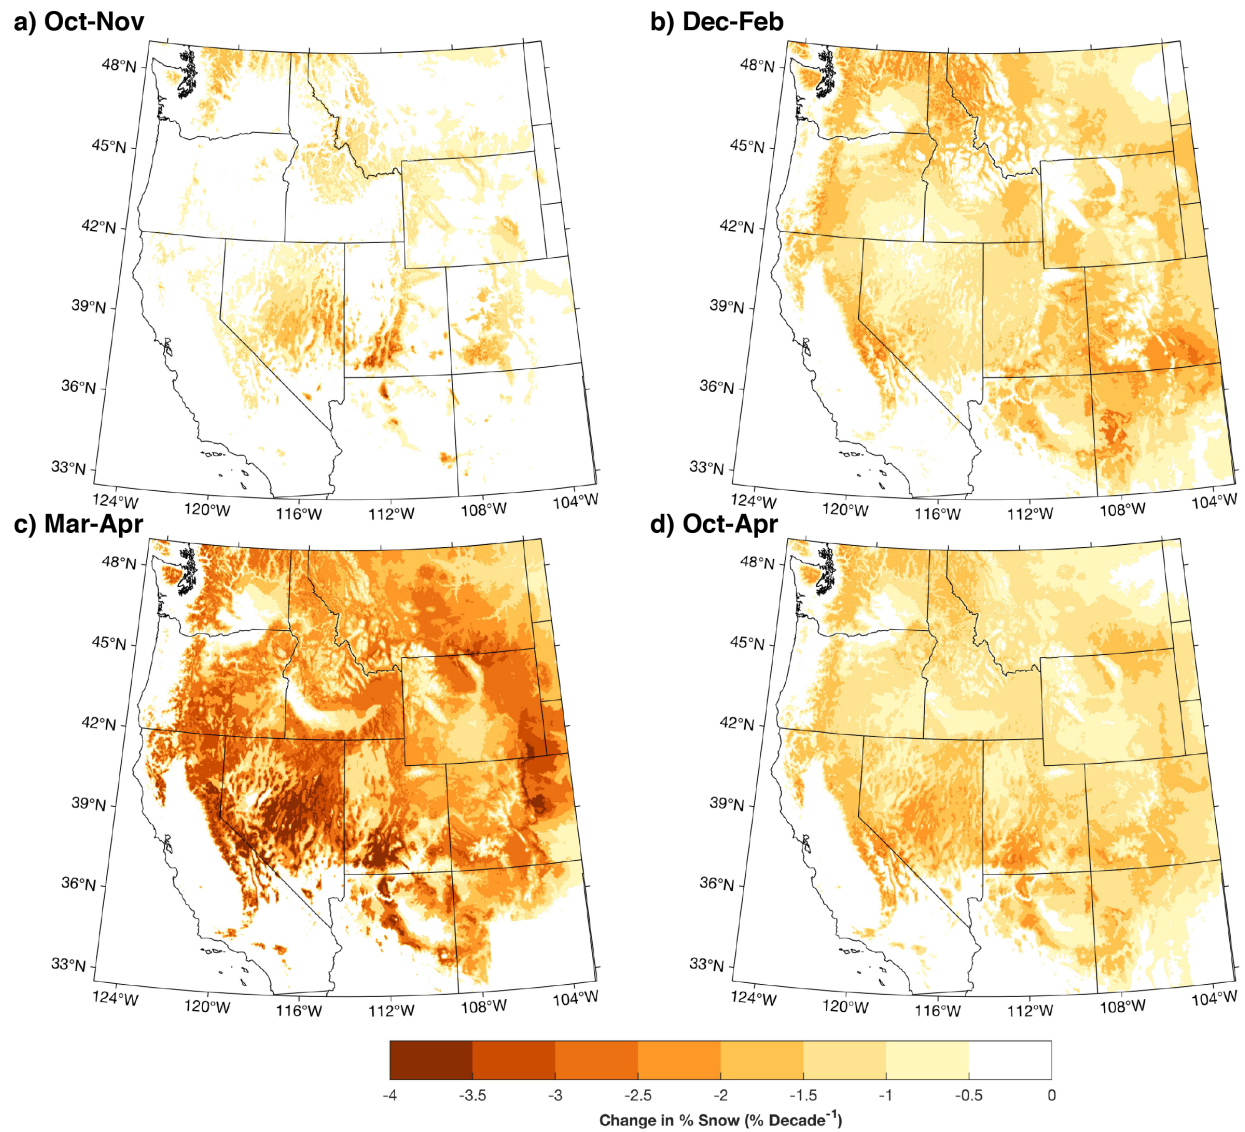 a) Oct-Nov
b) Dec-Feb
48°N
45°N
42°N
39°N
36°N
33°N
124°W
120°W
116°W
112°W
108°W
104°W
48°N
45°N
42°N
39°N
36°N
33°N
124°W
120°W
116°W
112°W
108°W
104°W
c) Mar-Apr
d) Oct-Apr
48°N
45°N
42°N
39°N
36°N
33°N
124°W
120°W
116°W
112°W
108°W
104°W
48°N
45°N
42°N
39°N
36°N
33°N
124°W
120°W
116°W
112°W
108°W
104°W
-4 -3.5 -3 -2.5 -2 -1.5 -1 -0.5 0
Change in % Snow (% Decade⁻¹)